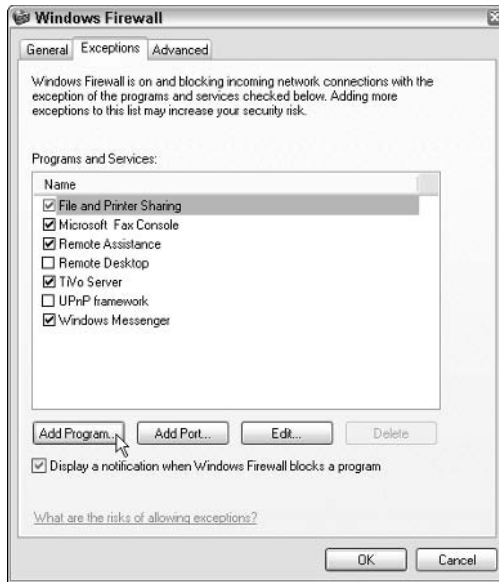 Windows Firewall
General Exceptions Advanced
Windows Firewall is on and blocking incoming network connections with the
exception of the programs and services checked below. Adding more
exceptions to this list may increase your security risk.
Programs and Services:
Name
File and Printer Sharing
Microsoft Fax Console
Remote Assistance
Remote Desktop
TiVo Server
UPnP framework
Windows Messenger
Add Program... Add Port... Edit... Delete
Display a notification when Windows Firewall blocks a program
What are the risks of allowing exceptions?
OK Cancel